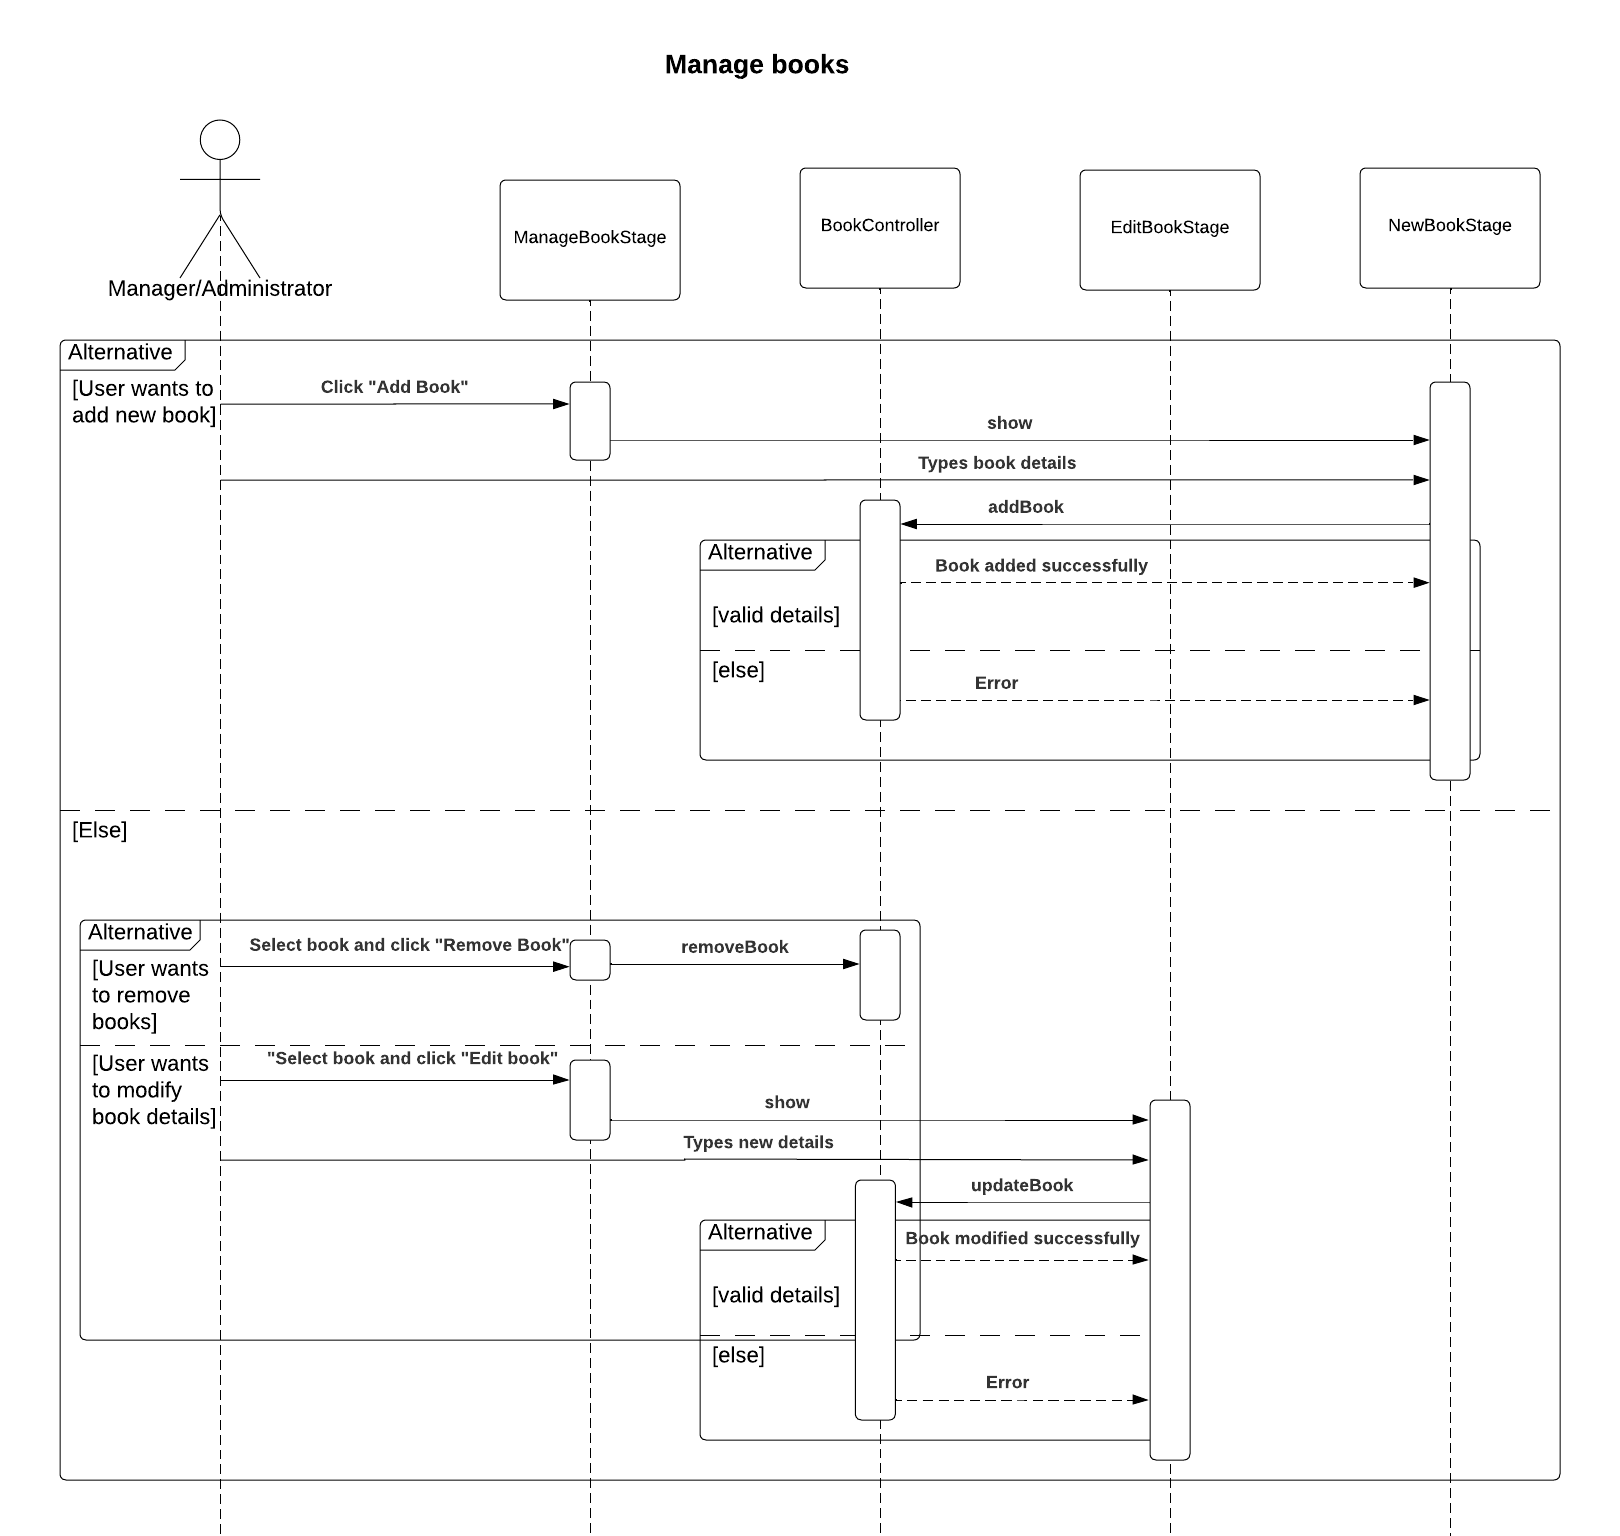 Manage books
Manager/Administrator
ManageBookStage
BookController
EditBookStage
NewBookStage
Alternative
[User wants to
add new book]
Click "Add Book"
show
Types book details
addBook
Alternative
Book added successfully
[valid details]
[else]
Error
[Else]
Alternative
Select book and click "Remove Book"
removeBook
[User wants
to remove
books]
[User wants
to modify
book details]
"Select book and click "Edit book"
show
Types new details
updateBook
Alternative
Book modified successfully
[valid details]
[else]
Error